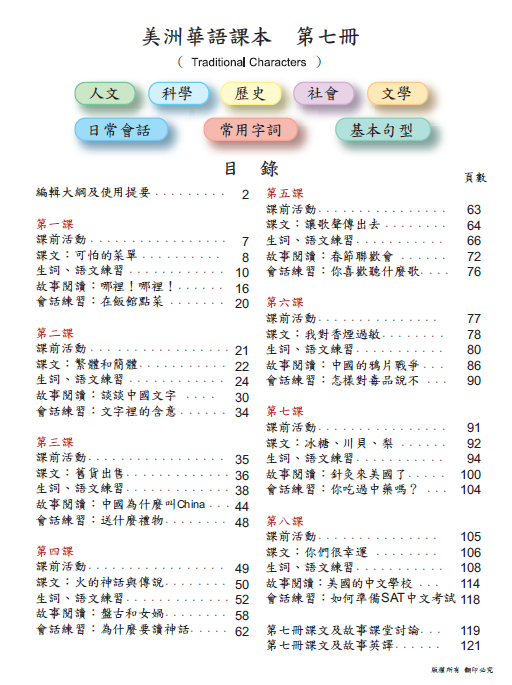 美洲華語課本　第七冊
（ Traditional Characters ）
人文 科學 歷史 社會 文學
日常會話 常用字詞 基本句型
目　錄
頁數
編輯大綱及使用提要 . . . . . . . . . 2
第一課
課前活動 . . . . . . . . . . . . . . . 7
課文：可怕的菜單 . . . . . . . . . . 8
生詞、語文練習 . . . . . . . . . . . 10
故事閱讀：哪裡！哪裡！. . . . . . 16
會話練習：在飯館點菜 . . . . . . . 20
第二課
課前活動 . . . . . . . . . . . . . . . 21
課文：繁體和簡體. . . . . . . . . . . 22
生詞、語文練習 . . . . . . . . . . . . 24
故事閱讀：談談中國文字 . . . . 30
會話練習：文字裡的含意. . . . . . 34
第三課
課前活動. . . . . . . . . . . . . . . . 35
課文：舊貨出售. . . . . . . . . . . . 36
生詞、語文練習. . . . . . . . . . . . 38
故事閱讀：中國為什麼叫China . . . 44
會話練習：送什麼禮物. . . . . . . . 48
第四課
課前活動. . . . . . . . . . . . . . . . 49
課文：火的神話與傳說. . . . . . . . 50
生詞、語文練習. . . . . . . . . . . . 52
故事閱讀：盤古和女媧. . . . . . . . 58
會話練習：為什麼要讀神話. . . . . 62
第五課
課前活動. . . . . . . . . . . . . . . . 63
課文：讓歌聲傳出去 . . . . . . . . 64
生詞、語文練習. . . . . . . . . . . 66
故事閱讀：春節聯歡會 . . . . . . 72
會話練習：你喜歡聽什麼歌. . . . 76
第六課
課前活動 . . . . . . . . . . . . . . . 77
課文：我對香煙過敏. . . . . . . . 78
生詞、語文練習. . . . . . . . . . . 80
故事閱讀：中國的鴉片戰爭 . . . 86
會話練習：怎樣對毒品說不 . . . 90
第七課
課前活動. . . . . . . . . . . . . . . . 91
課文：冰糖、川貝、梨 . . . . . . 92
生詞、語文練習. . . . . . . . . . . 94
故事閱讀：針灸來美國了. . . . . 100
會話練習：你吃過中藥嗎？ . . . 104
第八課
課前活動. . . . . . . . . . . . . . . 105
課文：你們很幸運 . . . . . . . . . 106
生詞、語文練習. . . . . . . . . . . 108
故事閱讀：美國的中文學校 . . . 114
會話練習：如何準備SAT中文考試 118
第七冊課文及故事課堂討論. . . 119
第七冊課文及故事英譯. . . . . . 121
版權所有 翻印必究